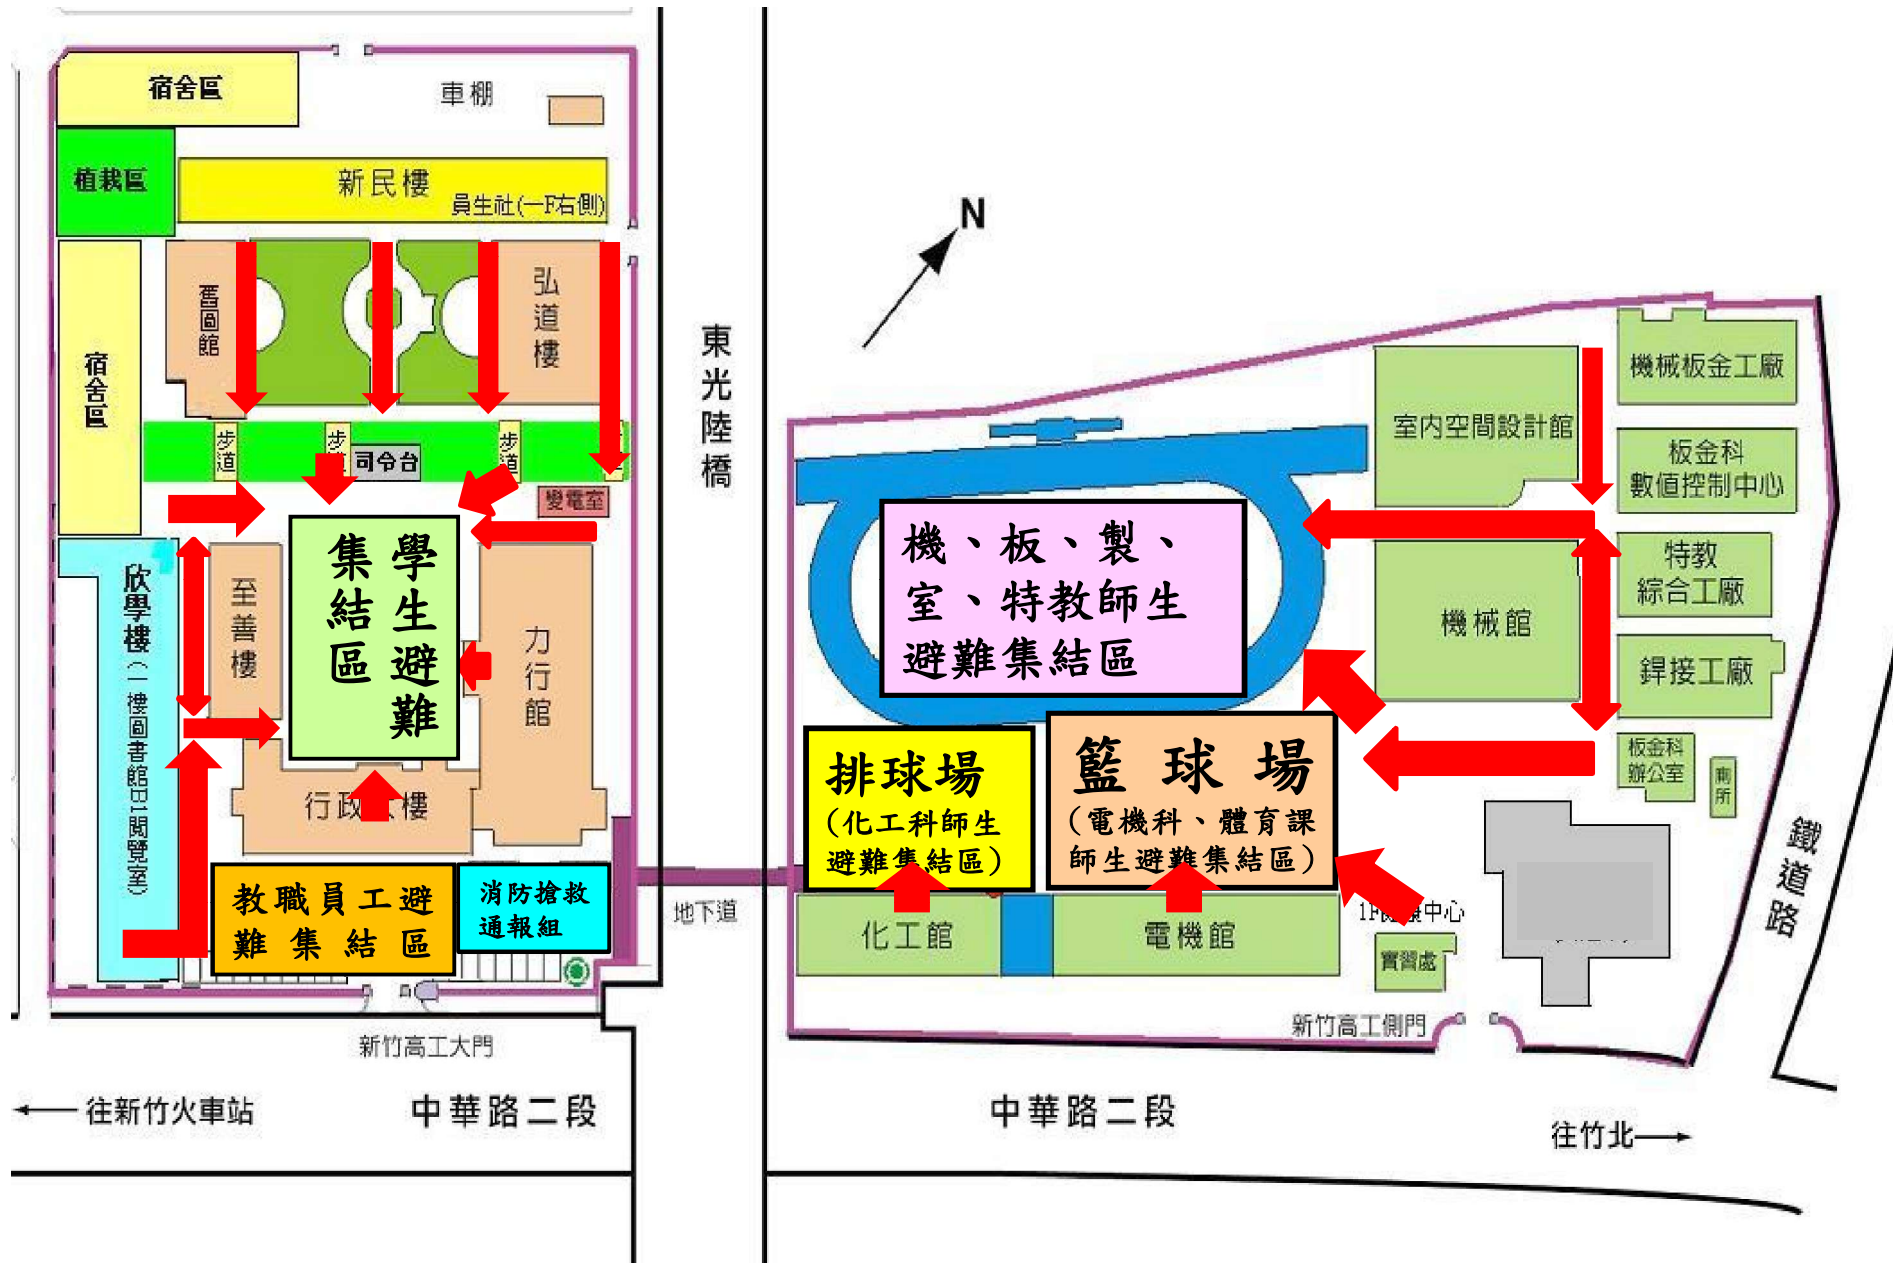 宿舍區
車棚
植栽區
新民樓
員生社(一F右側)
舊圖館
弘道樓
宿舍區
步道
步道
司令台
步道
變電室
欣學樓(一樓圖書館B1閱覽室)
至善樓
學生避難
集結區
力行館
行政
樓
教職員工避
難集結區
消防搶救
通報組
新竹高工大門
往新竹火車站
中華路二段
東光陸橋
地下道
N
機、板、製、
室、特教師生
避難集結區
排球場
(化工科師生
避難集結區)
籃球場
(電機科、體育課
師生避難集結區)
化工館
電機館
室內空間設計館
機械館
機械板金工廠
板金科
數值控制中心
特教
綜合工廠
銲接工廠
板金科
辦公室
廁所
1F
中心
實習處
新竹高工側門
鐵道路
中華路二段
往竹北